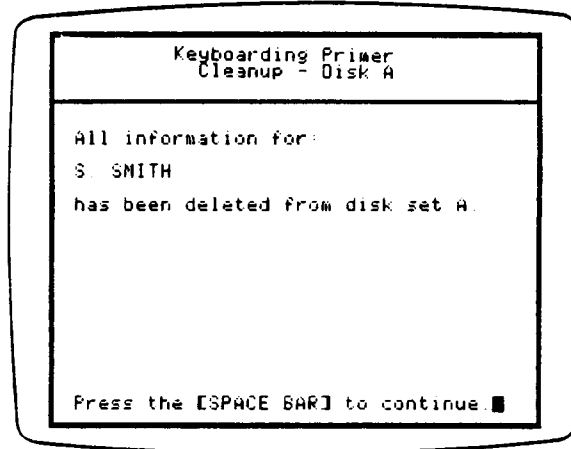 Keyboarding Primer
Cleanup - Disk A
All information for:
S. SMITH
has been deleted from disk set A.
Press the [SPACE BAR] to continue.